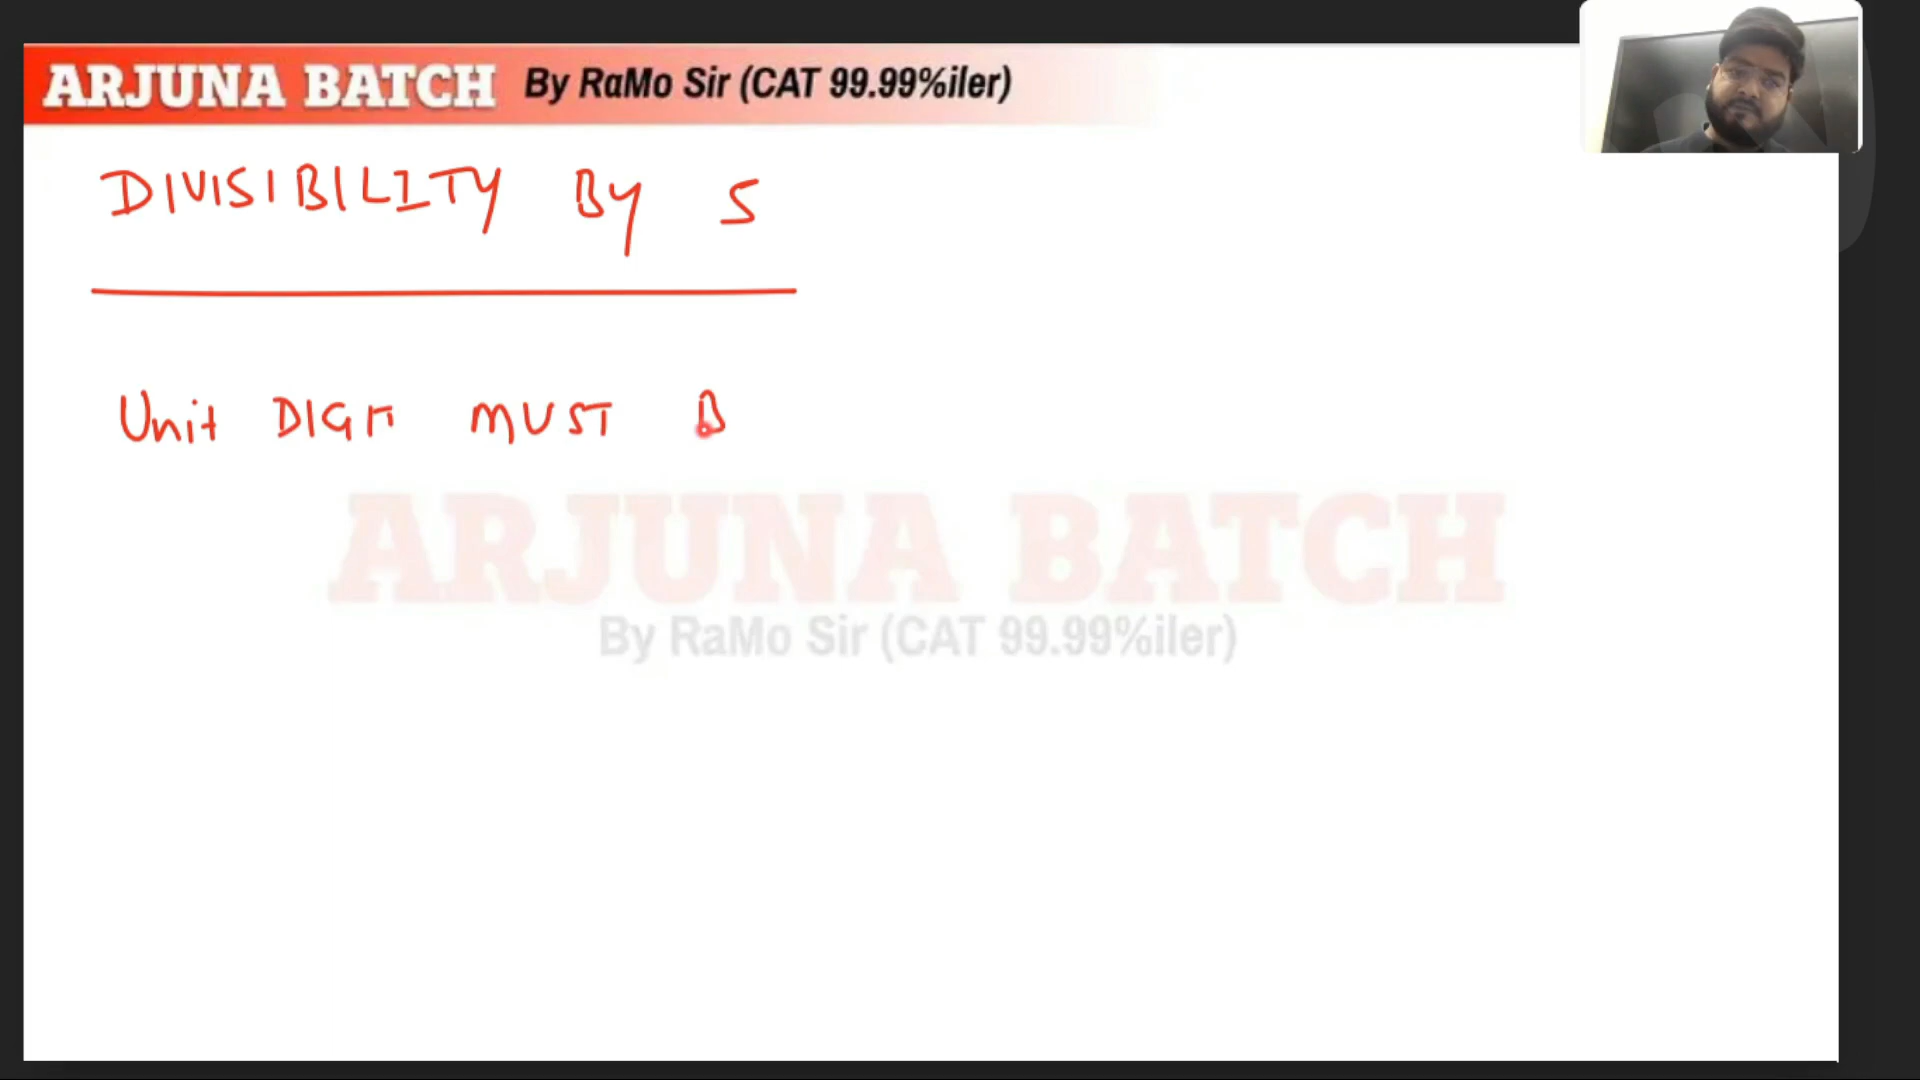 ARJUNA BATCH By RaMo Sir (CAT 99.99%iler)
DIVISIBILITY By 5
Unit DIGIT MUST B
ARJUNA BATCH
By RaMo Sir (CAT 99.99%iler)